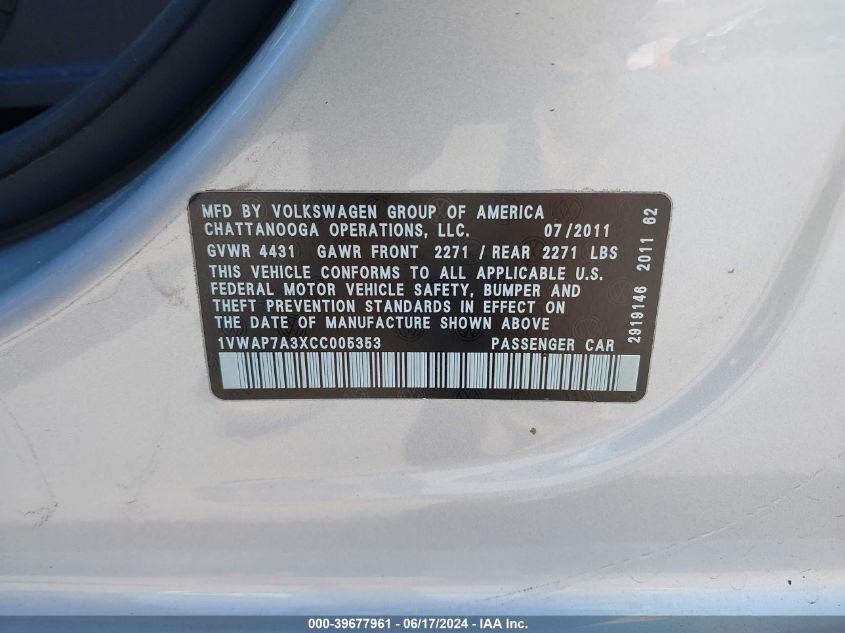 MFD BY VOLKSWAGEN GROUP OF AMERICA
CHATTANOOGA OPERATIONS, LLC. 07/2011
GVWR 4431 GAWR FRONT 2271 / REAR 2271 LBS
THIS VEHICLE CONFORMS TO ALL APPLICABLE U.S.
FEDERAL MOTOR VEHICLE SAFETY, BUMPER AND
THEFT PREVENTION STANDARDS IN EFFECT ON
THE DATE OF MANUFACTURE SHOWN ABOVE
1VWAP7A3XCC005353 PASSENGER CAR
2919146 2011 62
000-39677961 - 06/17/2024 - IAA Inc.